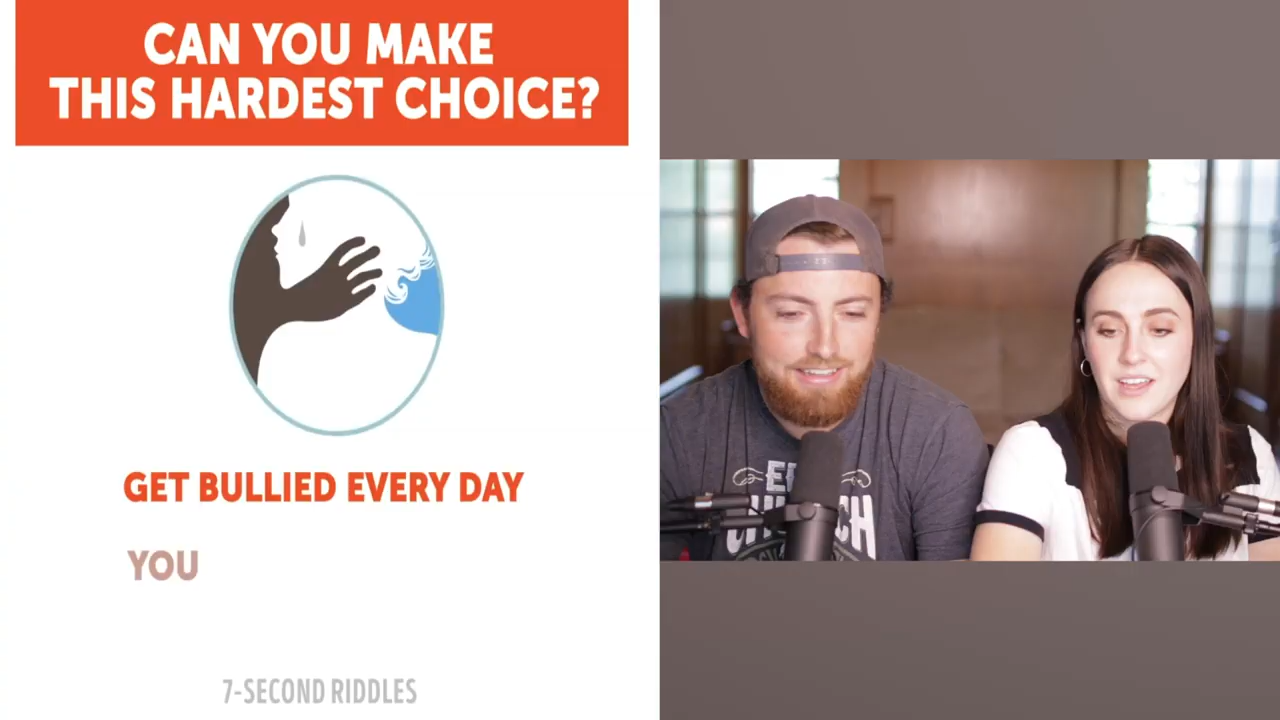 CAN YOU MAKE
THIS HARDEST CHOICE?
GET BULLIED EVERY DAY
YOU
7-SECOND RIDDLES